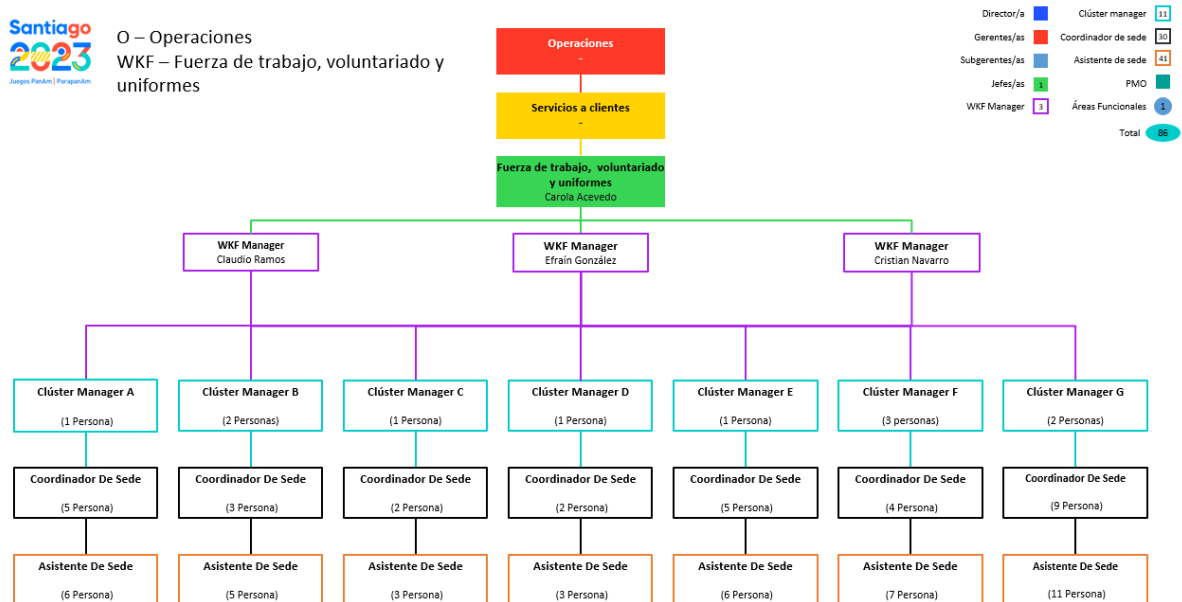 Santiago
2023
Juegos PanAm | ParapanAm
O – Operaciones
WKF – Fuerza de trabajo, voluntariado y
uniformes
Director/a
Clúster manager 11
Gerentes/as
Coordinador de sede 30
Subgerentes/as
Asistente de sede 41
Jefes/as 1
PMO
WKF Manager 3
Áreas Funcionales 1
Total 86
Operaciones
-
Servicios a clientes
-
Fuerza de trabajo, voluntariado
y uniformes
Carola Acevedo
WKF Manager
Claudio Ramos
WKF Manager
Efraín González
WKF Manager
Cristian Navarro
Clúster Manager A
(1 Persona)
Clúster Manager B
(2 Personas)
Clúster Manager C
(1 Persona)
Clúster Manager D
(1 Persona)
Clúster Manager E
(1 Persona)
Clúster Manager F
(3 personas)
Clúster Manager G
(2 Personas)
Coordinador De Sede
(5 Persona)
Coordinador De Sede
(3 Persona)
Coordinador De Sede
(2 Persona)
Coordinador De Sede
(2 Persona)
Coordinador De Sede
(5 Persona)
Coordinador De Sede
(4 Persona)
Coordinador De Sede
(9 Persona)
Asistente De Sede
(6 Persona)
Asistente De Sede
(5 Persona)
Asistente De Sede
(3 Persona)
Asistente De Sede
(3 Persona)
Asistente De Sede
(6 Persona)
Asistente De Sede
(7 Persona)
Asistente De Sede
(11 Persona)